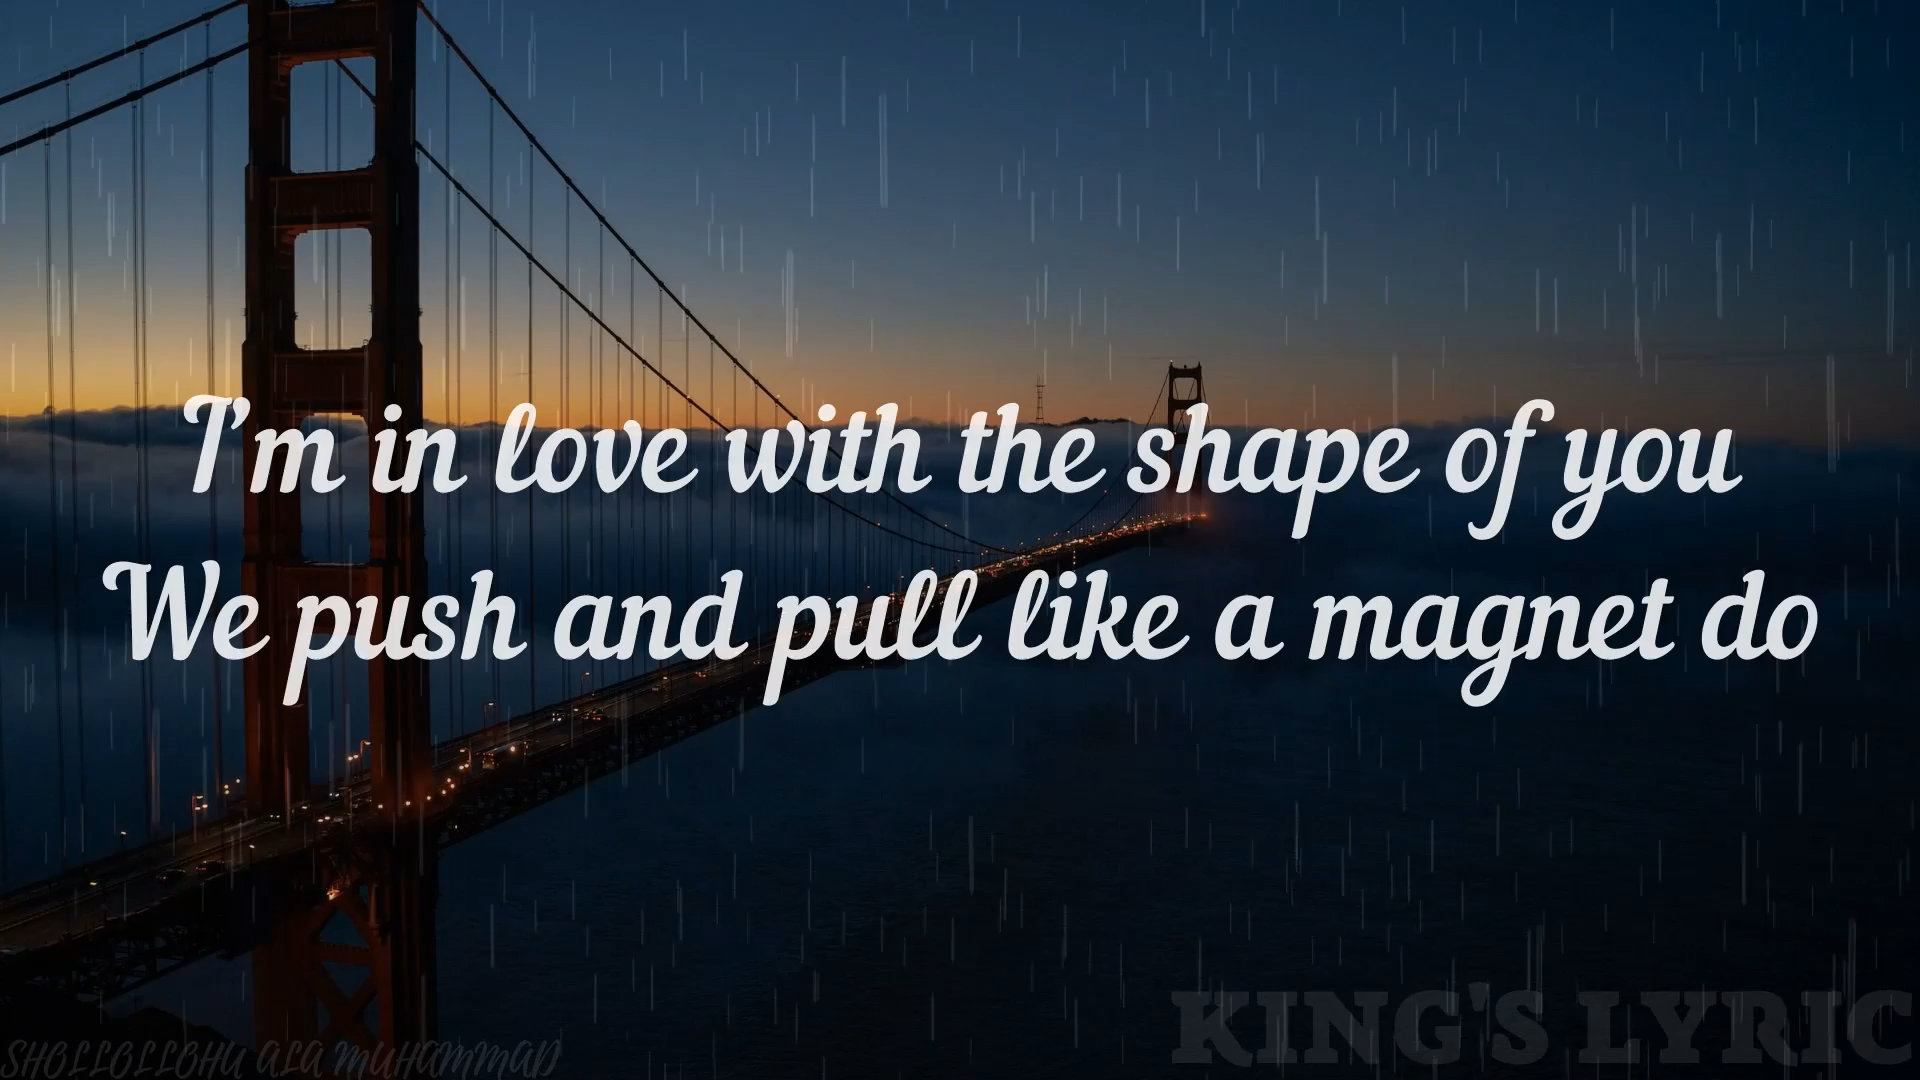 I'm in love with the shape of you
We push and pull like a magnet do
KING'S LYRIC
SHOLLOLLOHU ALA MUHAMMAD